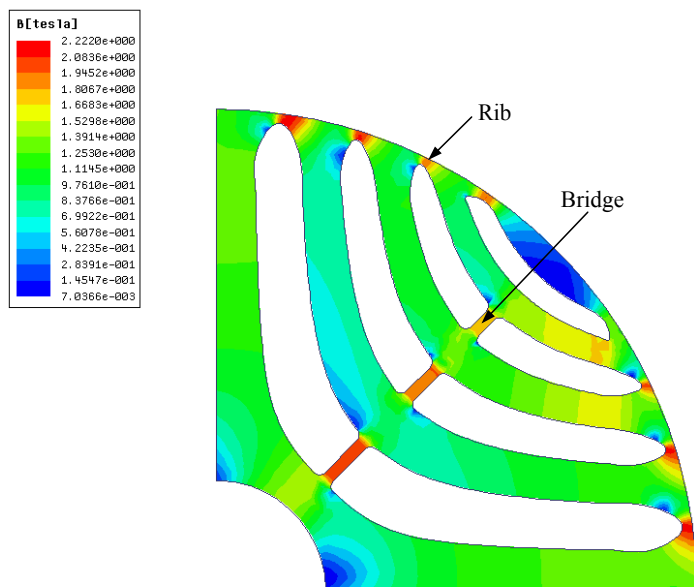 B[tesla]
2.2220e+000
2.0836e+000
1.9452e+000
1.8067e+000
1.6683e+000
1.5298e+000
1.3914e+000
1.2530e+000
1.1145e+000
9.7610e-001
8.3766e-001
6.9922e-001
5.6078e-001
4.2235e-001
2.8391e-001
1.4547e-001
7.0366e-003
Rib
Bridge